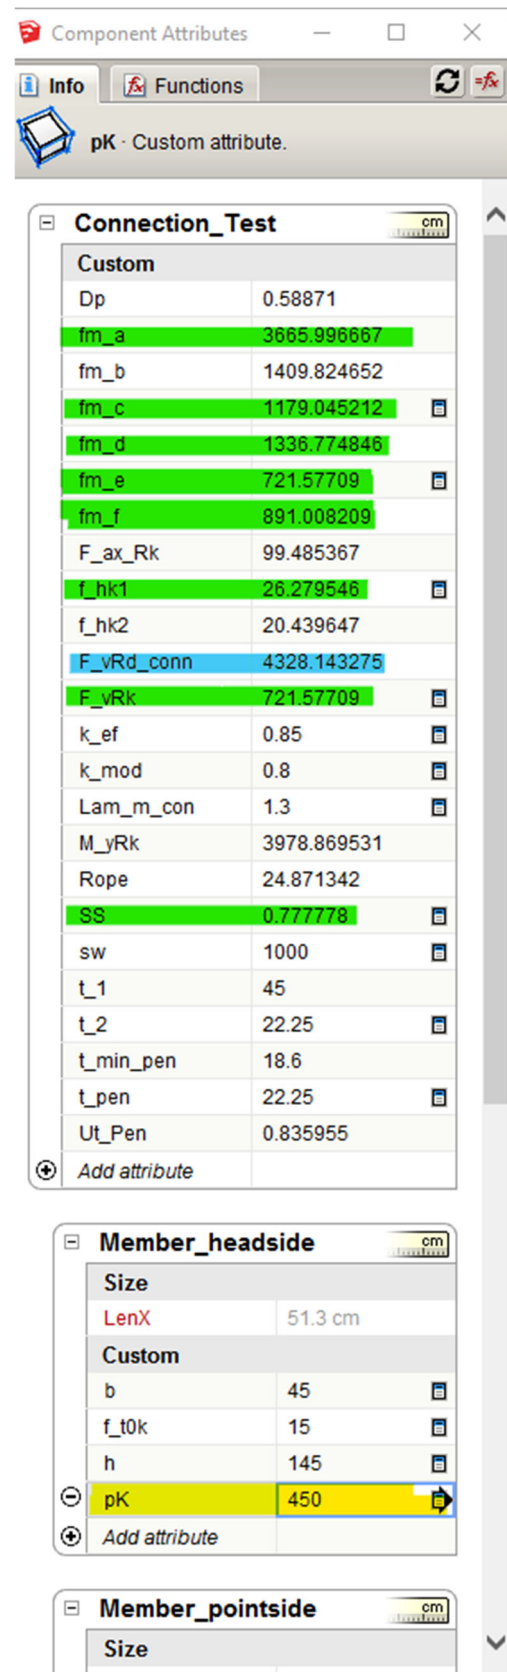 Component Attributes
Info
Functions
=fx
pK · Custom attribute.
Connection_Test cm
Custom
Dp 0.58871
fm_a 3665.996667
fm_b 1409.824652
fm_c 1179.045212
fm_d 1336.774846
fm_e 721.57709
fm_f 891.008209
F_ax_Rk 99.485367
f_hk1 26.279546
f_hk2 20.439647
F_vRd_conn 4328.143275
F_vRk 721.57709
k_ef 0.85
k_mod 0.8
Lam_m_con 1.3
M_yRk 3978.869531
Rope 24.871342
SS 0.777778
sw 1000
t_1 45
t_2 22.25
t_min_pen 18.6
t_pen 22.25
Ut_Pen 0.835955
Add attribute
Member_headside cm
Size
LenX 51.3 cm
Custom
b 45
f_t0k 15
h 145
pK 450
Add attribute
Member_pointside cm
Size